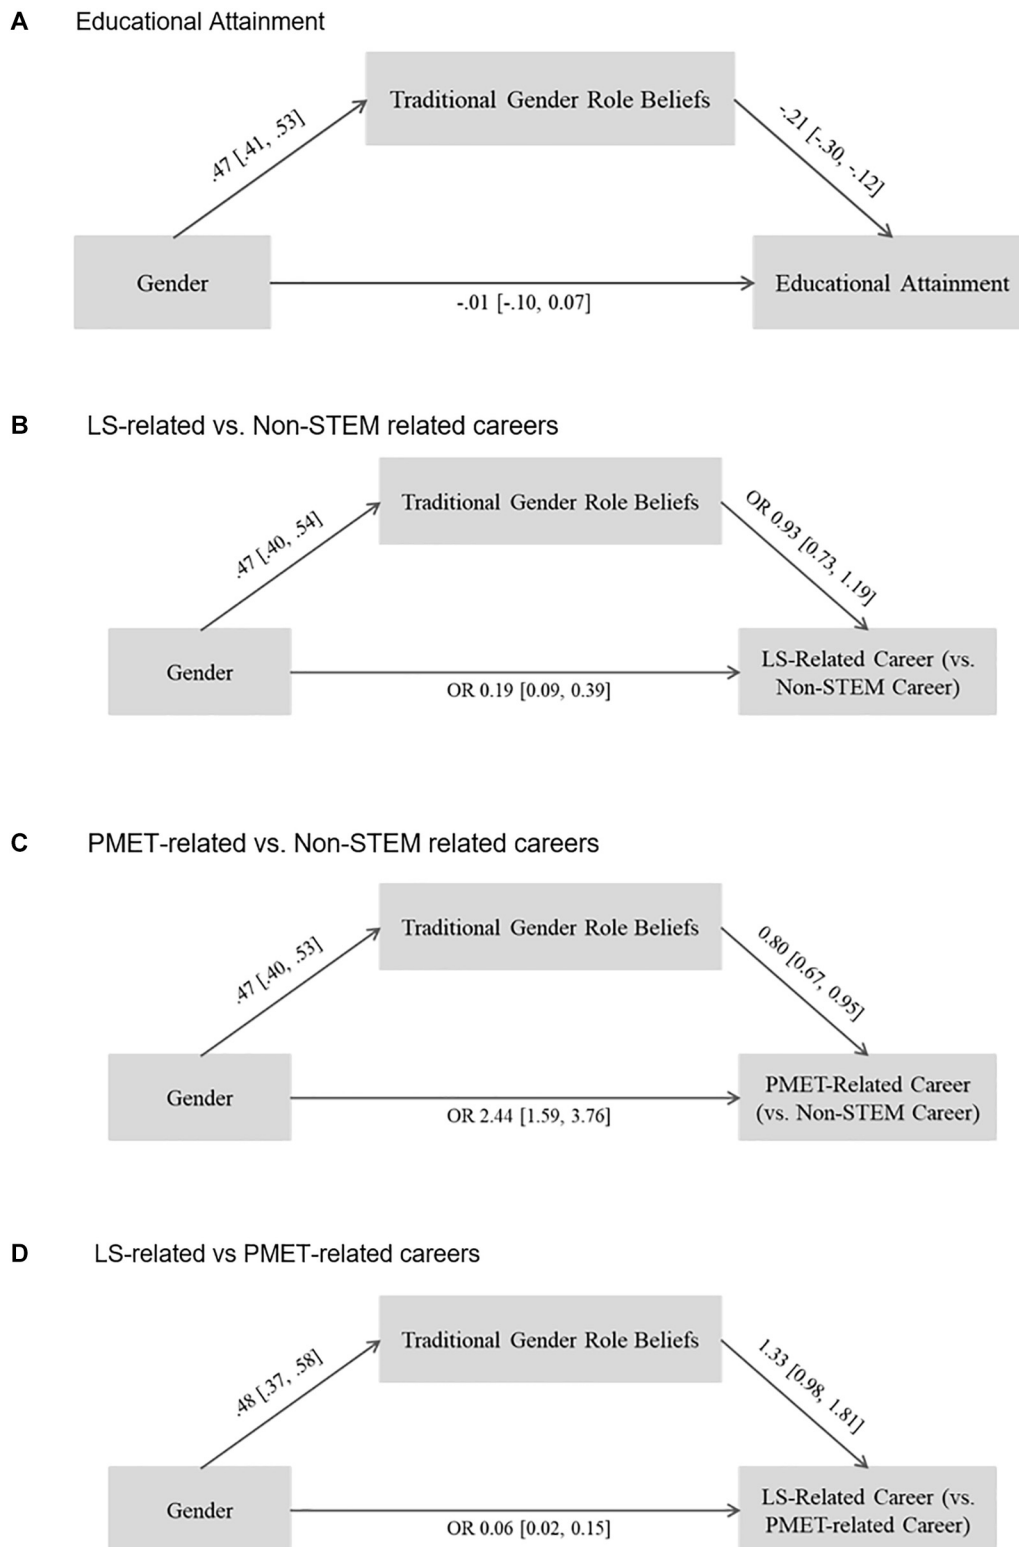 A Educational Attainment
Traditional Gender Role Beliefs
.47 [.41, .53]
-.21 [-.30, -.12]
Gender
Educational Attainment
-.01 [-.10, 0.07]
B LS-related vs. Non-STEM related careers
Traditional Gender Role Beliefs
.47 [.40, .54]
OR 0.93 [0.73, 1.19]
Gender
LS-Related Career (vs.
Non-STEM Career)
OR 0.19 [0.09, 0.39]
C PMET-related vs. Non-STEM related careers
Traditional Gender Role Beliefs
.47 [.40, .53]
0.80 [0.67, 0.95]
Gender
PMET-Related Career
(vs. Non-STEM Career)
OR 2.44 [1.59, 3.76]
D LS-related vs PMET-related careers
Traditional Gender Role Beliefs
.48 [.37, .58]
1.33 [0.98, 1.81]
Gender
LS-Related Career (vs.
PMET-related Career)
OR 0.06 [0.02, 0.15]